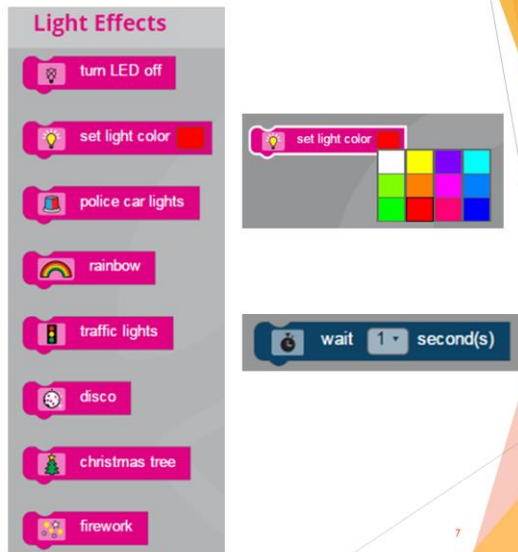 Light Effects
turn LED off
set light color
police car lights
rainbow
traffic lights
disco
christmas tree
firework
set light color
wait 1 second(s)
7